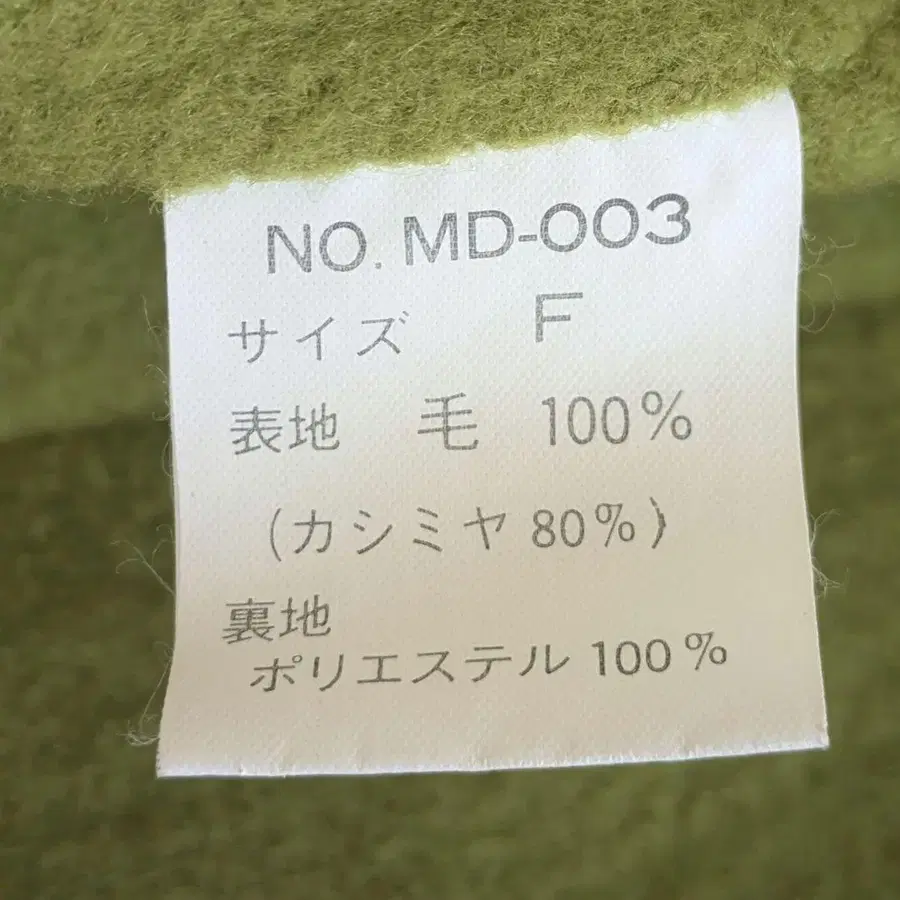 NO. MD-003
サイズ F
表地 毛 100%
(カシミヤ 80%)
裏地
ポリエステル 100%